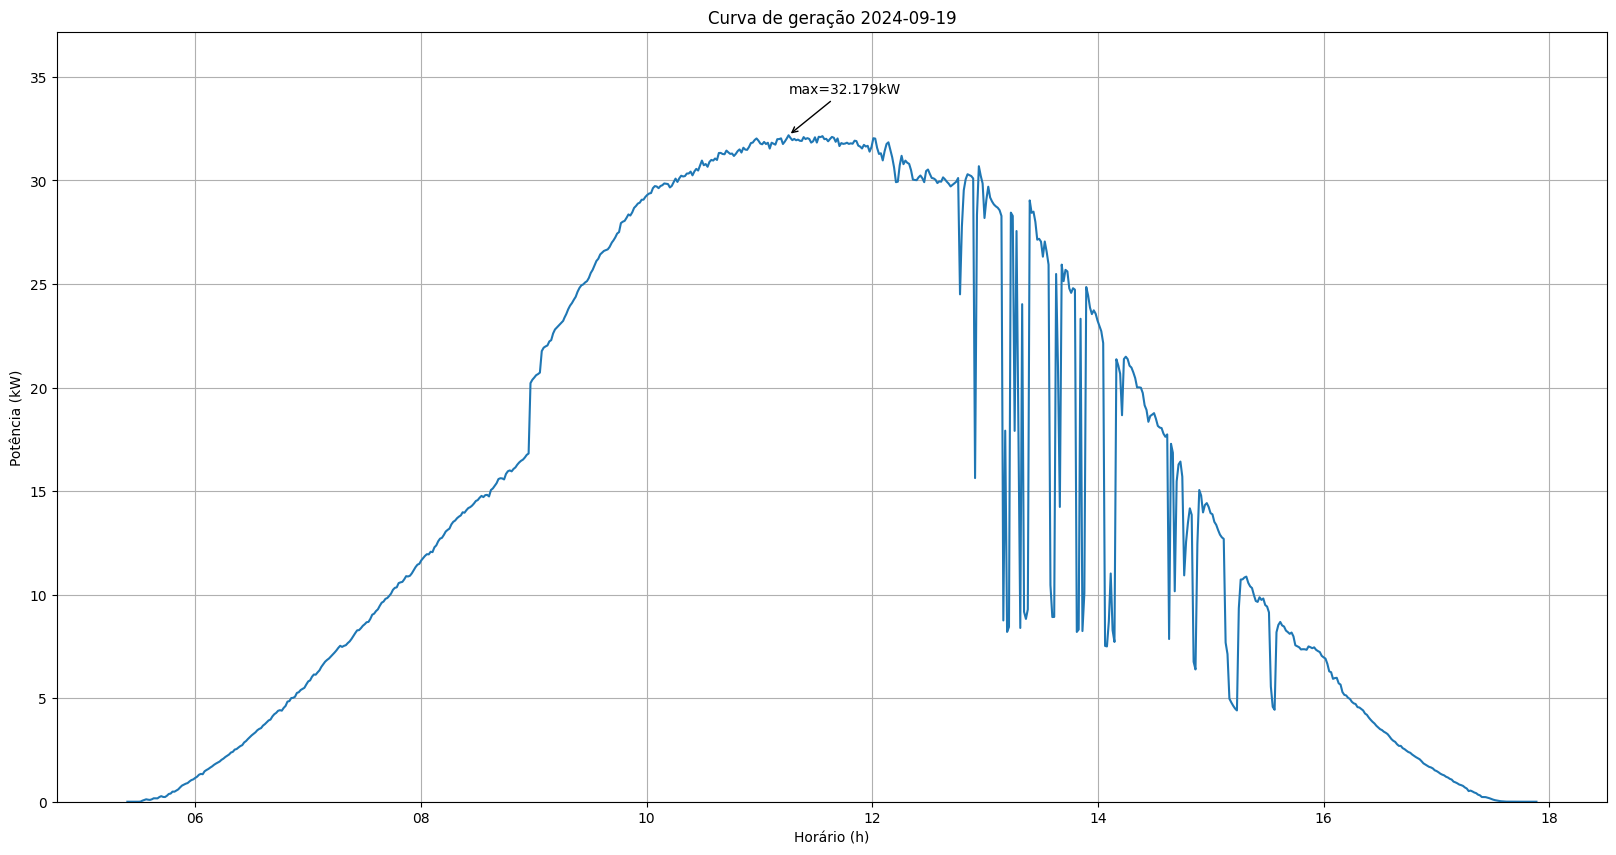 Curva de geração 2024-09-19
max=32.179kW
Potência (kW)
35
30
25
20
15
10
5
0
06 08 10 12 14 16 18
Horário (h)